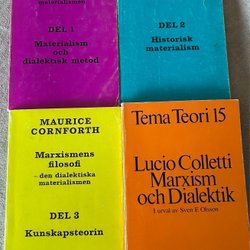 materialismen
DEL 1
Materialism
och
dialektisk metod
DEL 2
Historisk
materialism
MAURICE
CORNFORTH
Marxismens
filosofi
– den dialektiska
materialismen
DEL 3
Kunskapsteorin
Tema Teori 15
Lucio Colletti
Marxism
och Dialektik
I urval av Sven E Olsson